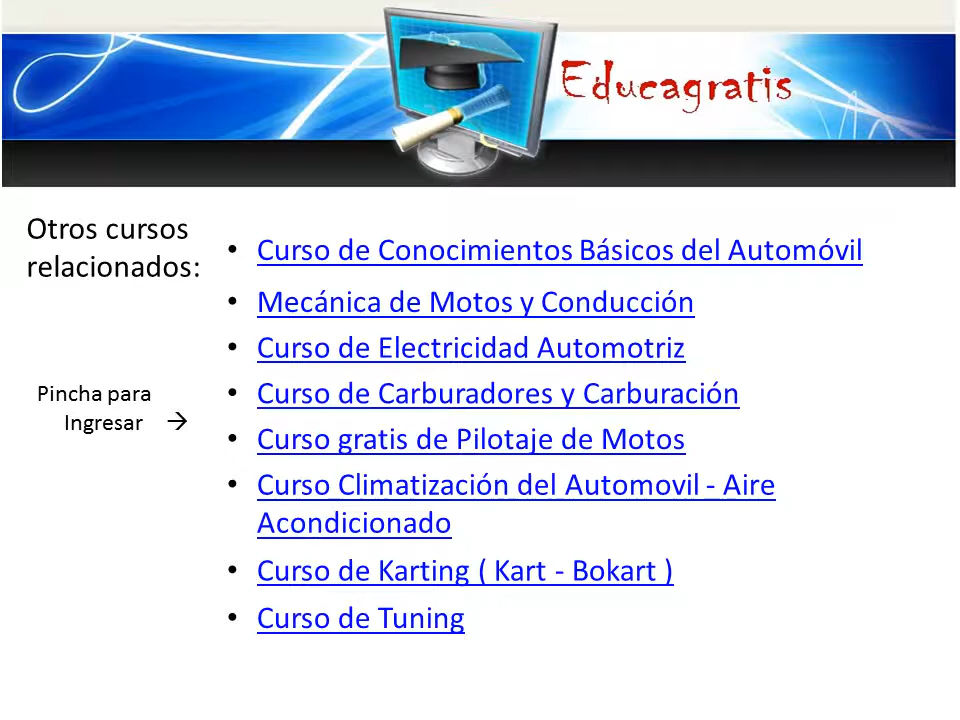 Educagratis
Otros cursos
relacionados:
Pincha para
Ingresar →
• Curso de Conocimientos Básicos del Automóvil
• Mecánica de Motos y Conducción
• Curso de Electricidad Automotriz
• Curso de Carburadores y Carburación
• Curso gratis de Pilotaje de Motos
• Curso Climatización del Automovil - Aire
Acondicionado
• Curso de Karting ( Kart - Bokart )
• Curso de Tuning